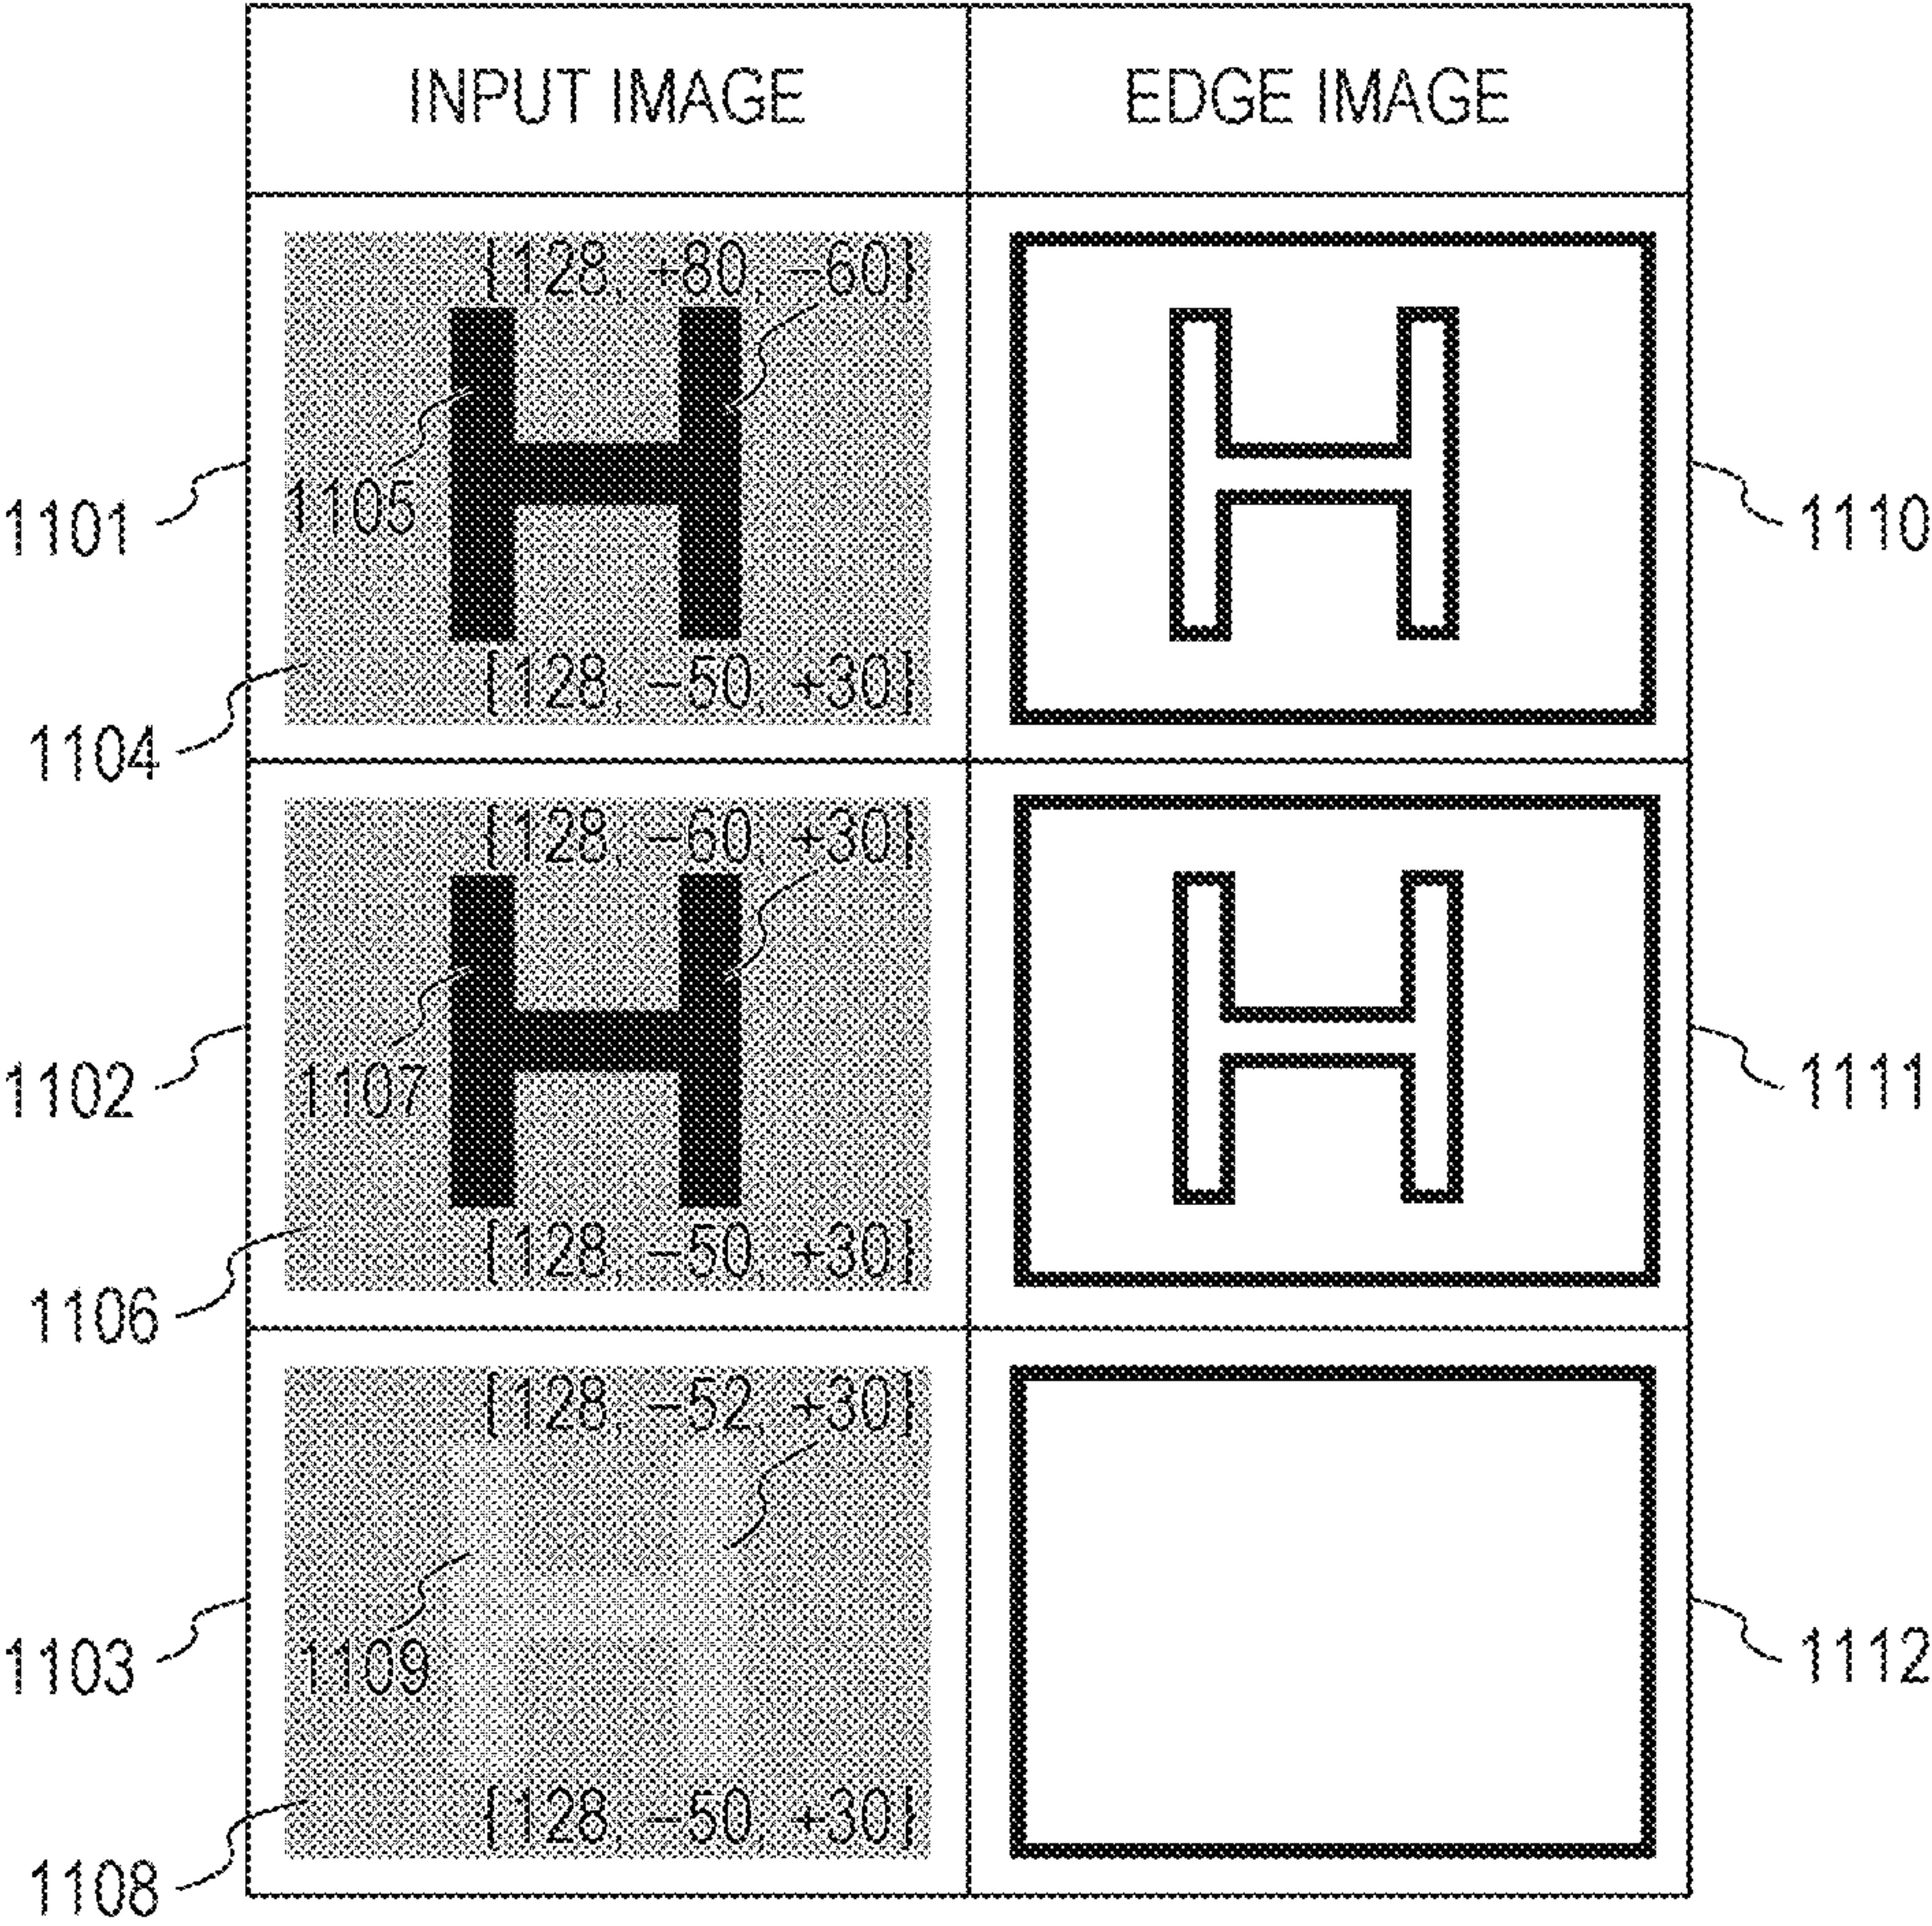 INPUT IMAGE
EDGE IMAGE
{128, +80, −60}
1105
1101
1110
{128, −50, +30}
1104
{128, −60, +30}
1107
1102
1111
{128, −50, +30}
1106
{128, −52, +30}
1109
1103
1112
{128, −50, +30}
1108